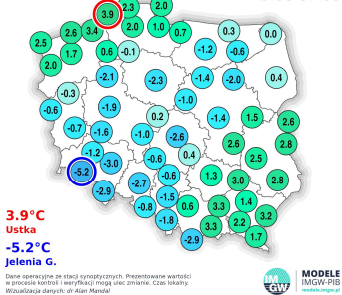 3.9 2.3 2.0
2.6 3.4 2.0 1.0 0.7 0.3 0.0
2.5 0.6 -0.1 -1.2 -0.6
2.0 1.7
-2.1 -2.3 -1.4 -2.0 0.4
-0.3 -1.0
-0.6 -1.9 0.2 -1.4 1.5 2.6
-0.7 -1.6 -1.0 -2.6 2.6 2.8
-1.2 -3.0 -0.6 0.4 2.5
-5.2 -2.9 -2.7 -0.6 1.3 3.0 2.8
-1.5 -0.8 0.6 3.3 1.4
-1.8 3.3 2.2 3.2
-2.9 1.7
3.9°C
Ustka
-5.2°C
Jelenia G.
Dane operacyjne ze stacji synoptycznych. Prezentowane wartości
w procesie kontroli i weryfikacji mogą ulec zmianie. Czas lokalny.
Wizualizacja danych: dr Alan Mandal
IM
GW
MODELE
IMGW-PIB
modele.imgw.pl